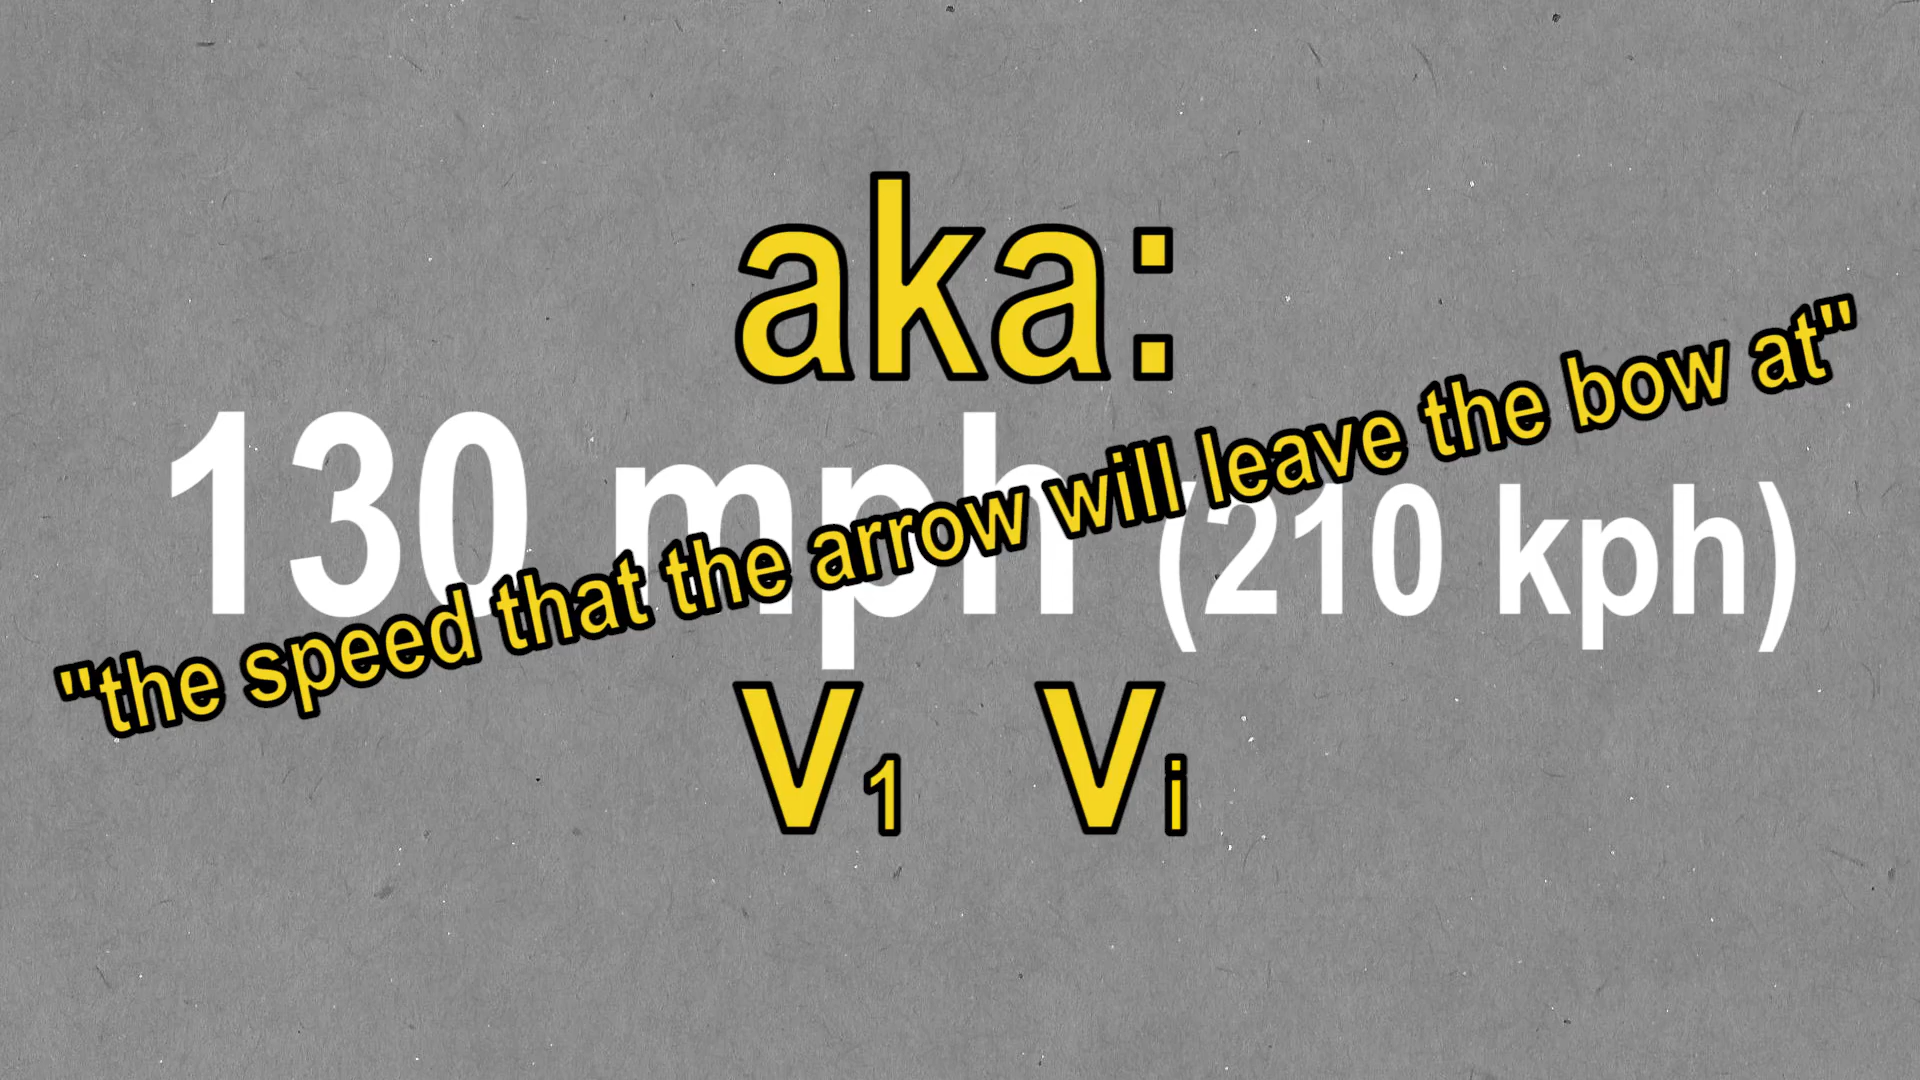 aka:
130 mph (210 kph)
"the speed that the arrow will leave the bow at"
V1 Vi